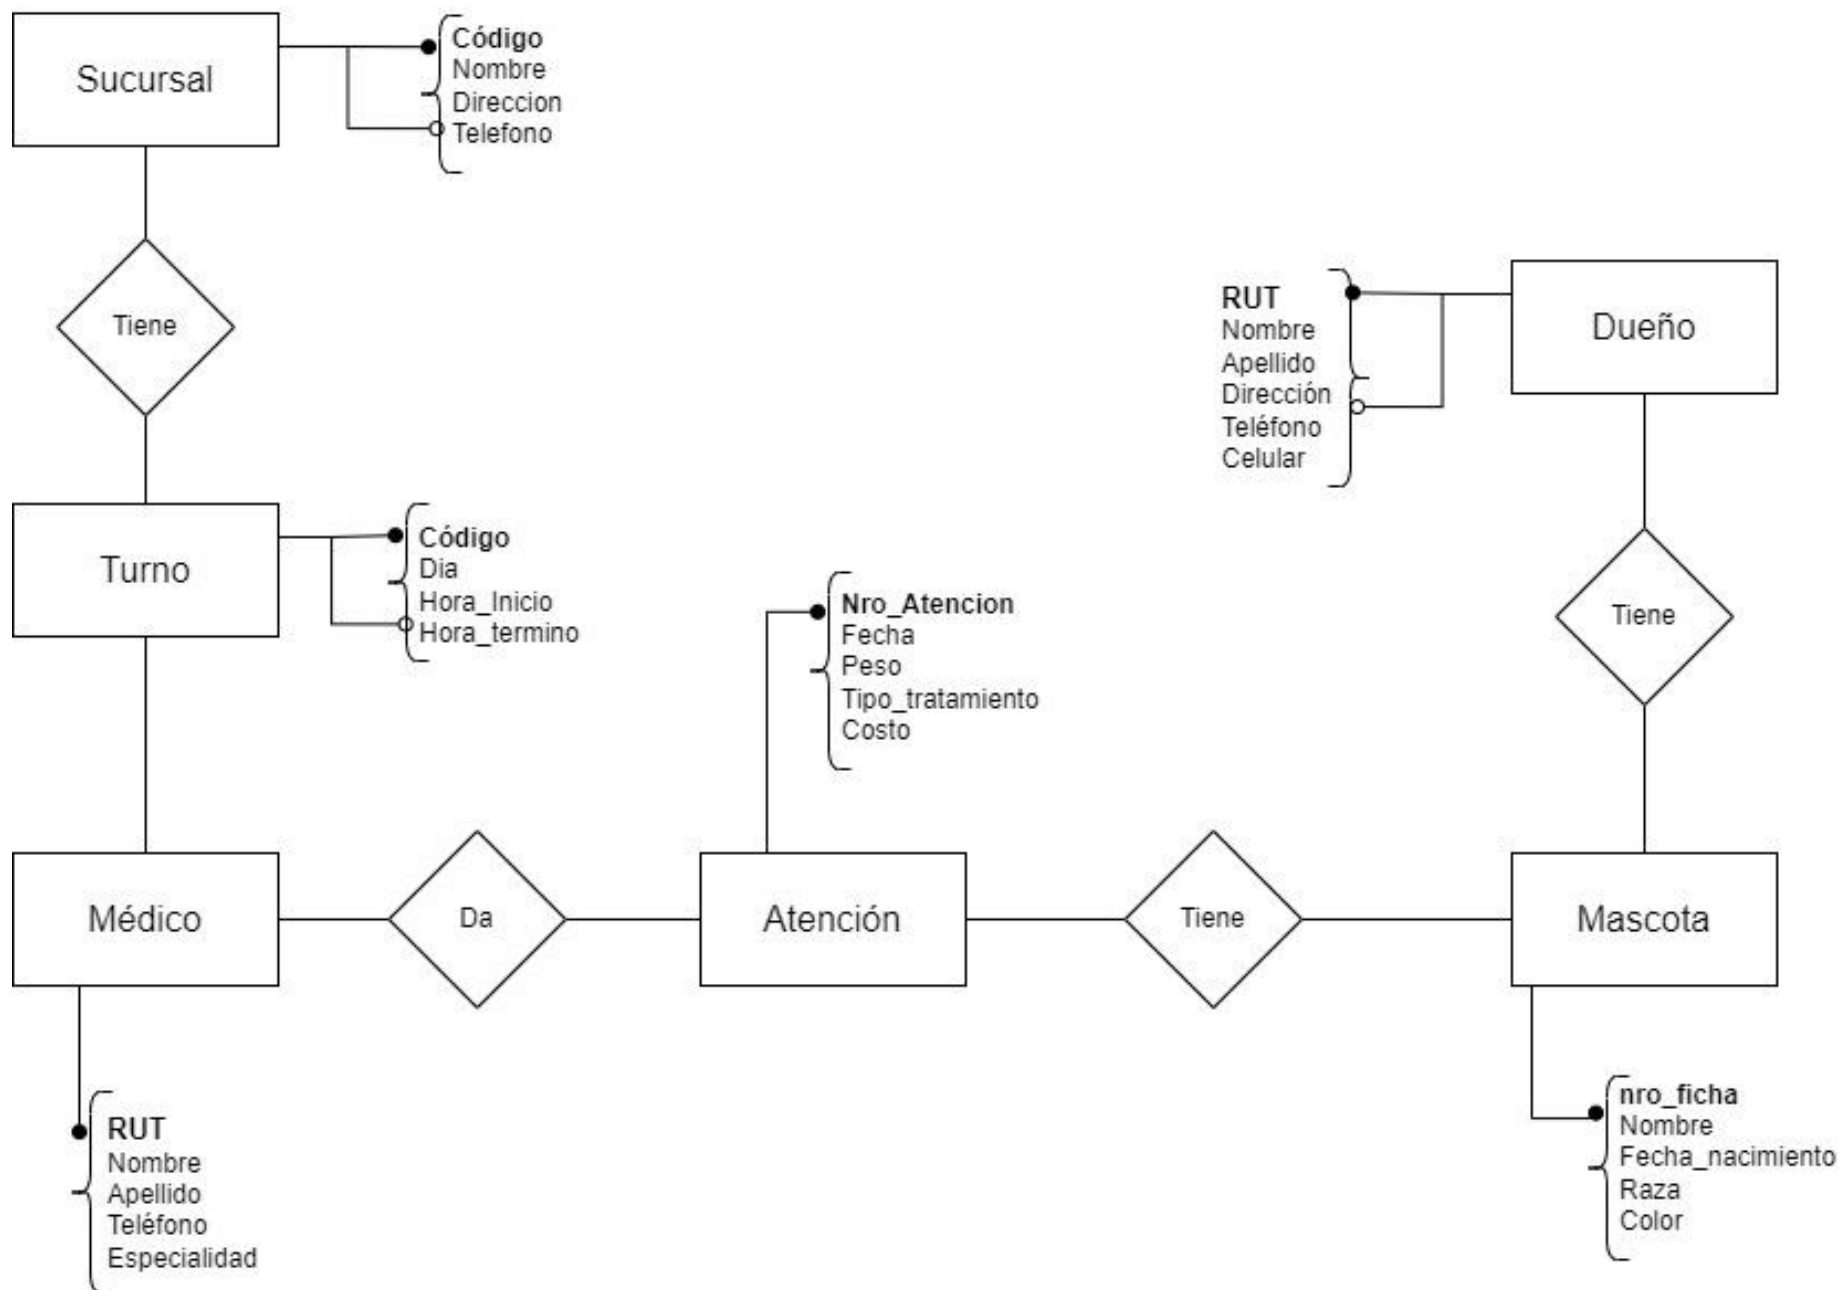 Sucursal
Código
Nombre
Direccion
Telefono
Tiene
RUT
Nombre
Apellido
Dirección
Teléfono
Celular
Dueño
Turno
Código
Dia
Hora_Inicio
Hora_termino
Nro_Atencion
Fecha
Peso
Tipo_tratamiento
Costo
Tiene
Médico
Da
Atención
Tiene
Mascota
RUT
Nombre
Apellido
Teléfono
Especialidad
nro_ficha
Nombre
Fecha_nacimiento
Raza
Color